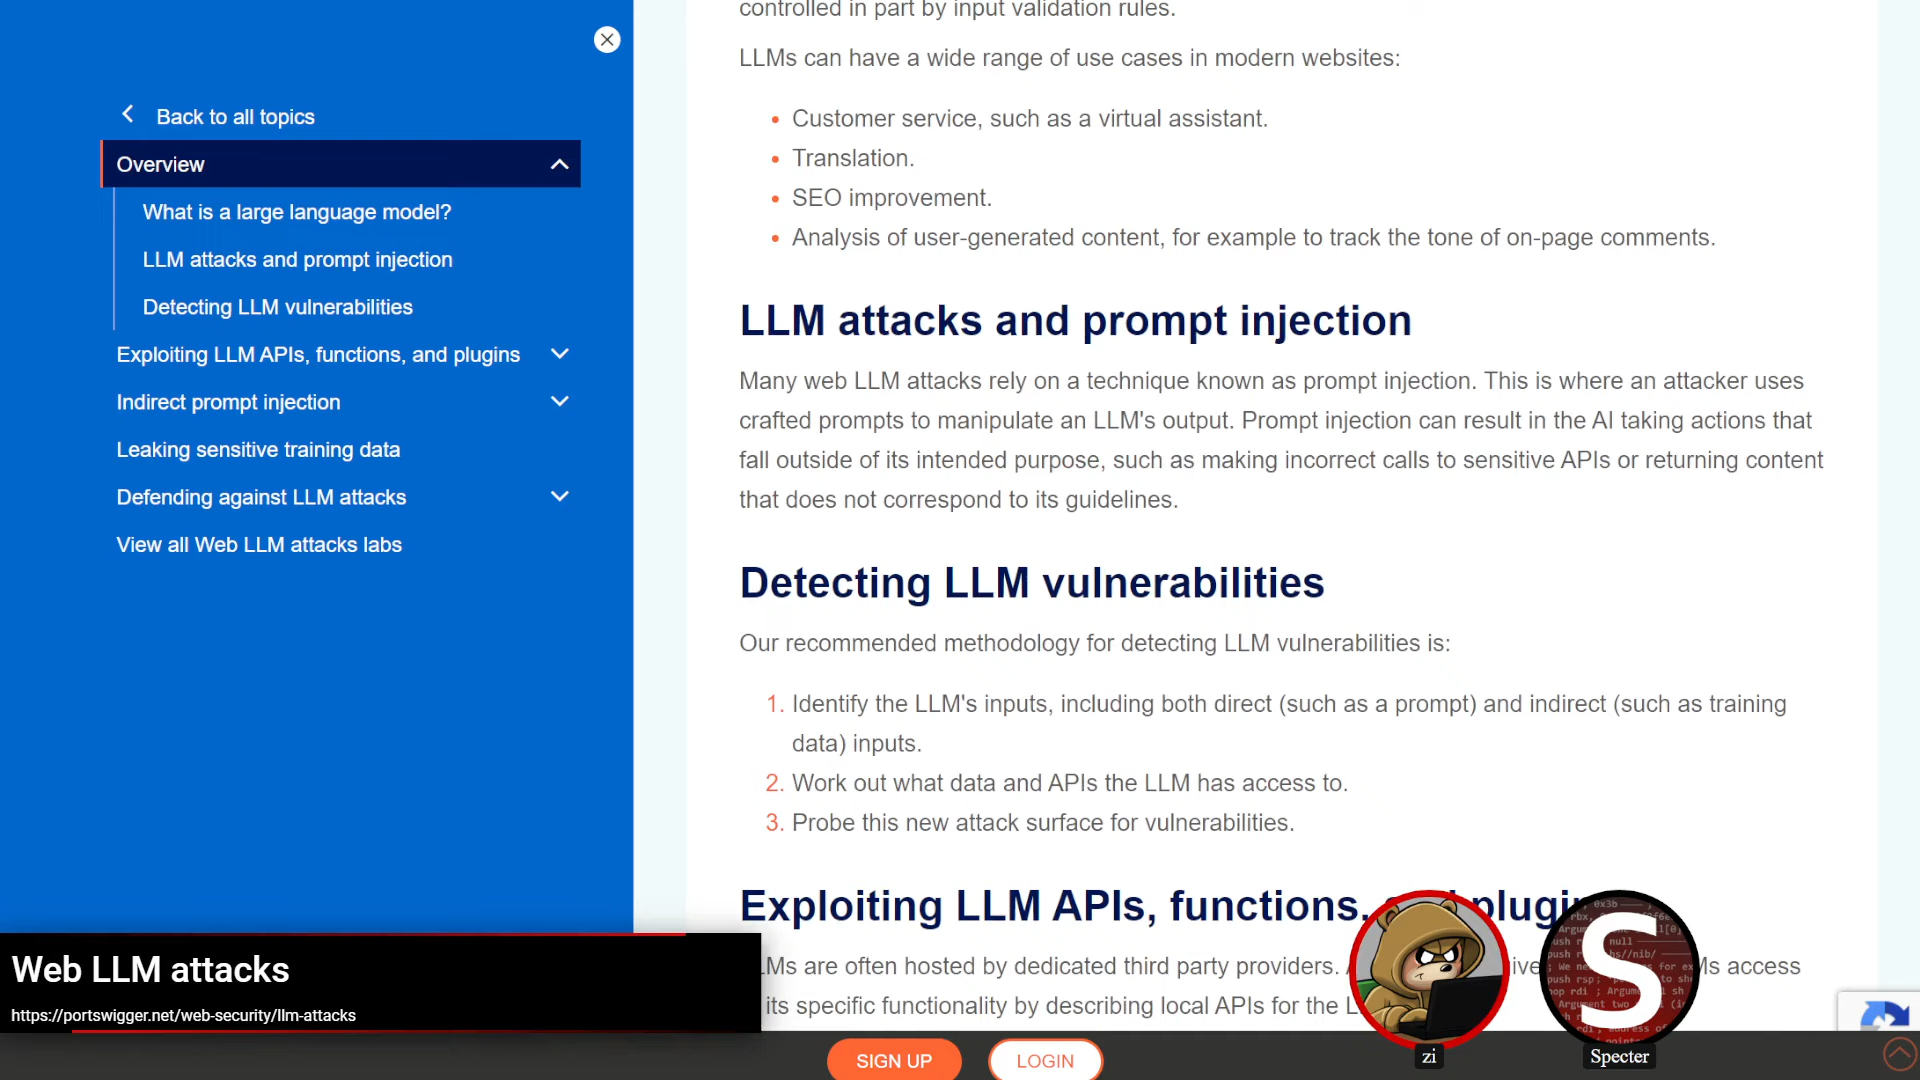 Back to all topics
Overview
What is a large language model?
LLM attacks and prompt injection
Detecting LLM vulnerabilities
Exploiting LLM APIs, functions, and plugins
Indirect prompt injection
Leaking sensitive training data
Defending against LLM attacks
View all Web LLM attacks labs
controlled in part by input validation rules.
LLMs can have a wide range of use cases in modern websites:
Customer service, such as a virtual assistant.
Translation.
SEO improvement.
Analysis of user-generated content, for example to track the tone of on-page comments.
LLM attacks and prompt injection
Many web LLM attacks rely on a technique known as prompt injection. This is where an attacker uses
crafted prompts to manipulate an LLM's output. Prompt injection can result in the AI taking actions that
fall outside of its intended purpose, such as making incorrect calls to sensitive APIs or returning content
that does not correspond to its guidelines.
Detecting LLM vulnerabilities
Our recommended methodology for detecting LLM vulnerabilities is:
1. Identify the LLM's inputs, including both direct (such as a prompt) and indirect (such as training
data) inputs.
2. Work out what data and APIs the LLM has access to.
3. Probe this new attack surface for vulnerabilities.
Exploiting LLM APIs, functions,
are often hosted by dedicated third party providers. access
its specific functionality by describing local APIs for the
Web LLM attacks
https://portswigger.net/web-security/llm-attacks
SIGN UP
LOGIN
zi
S
Specter